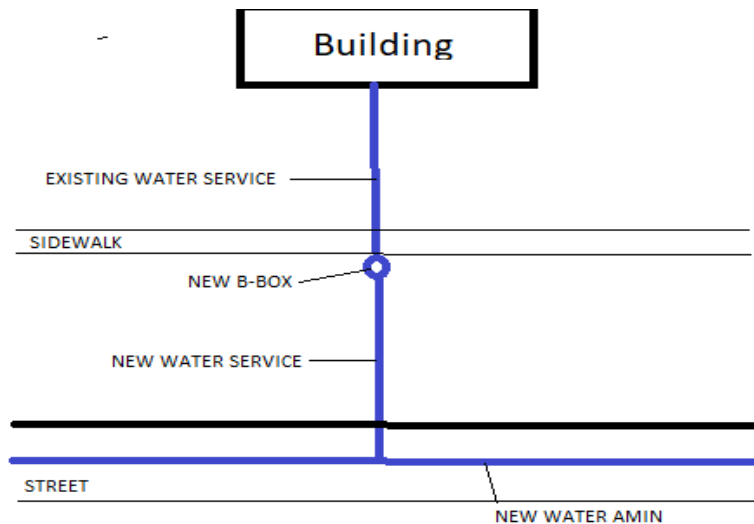 Building
EXISTING WATER SERVICE
SIDEWALK
NEW B-BOX
NEW WATER SERVICE
STREET
NEW WATER AMIN